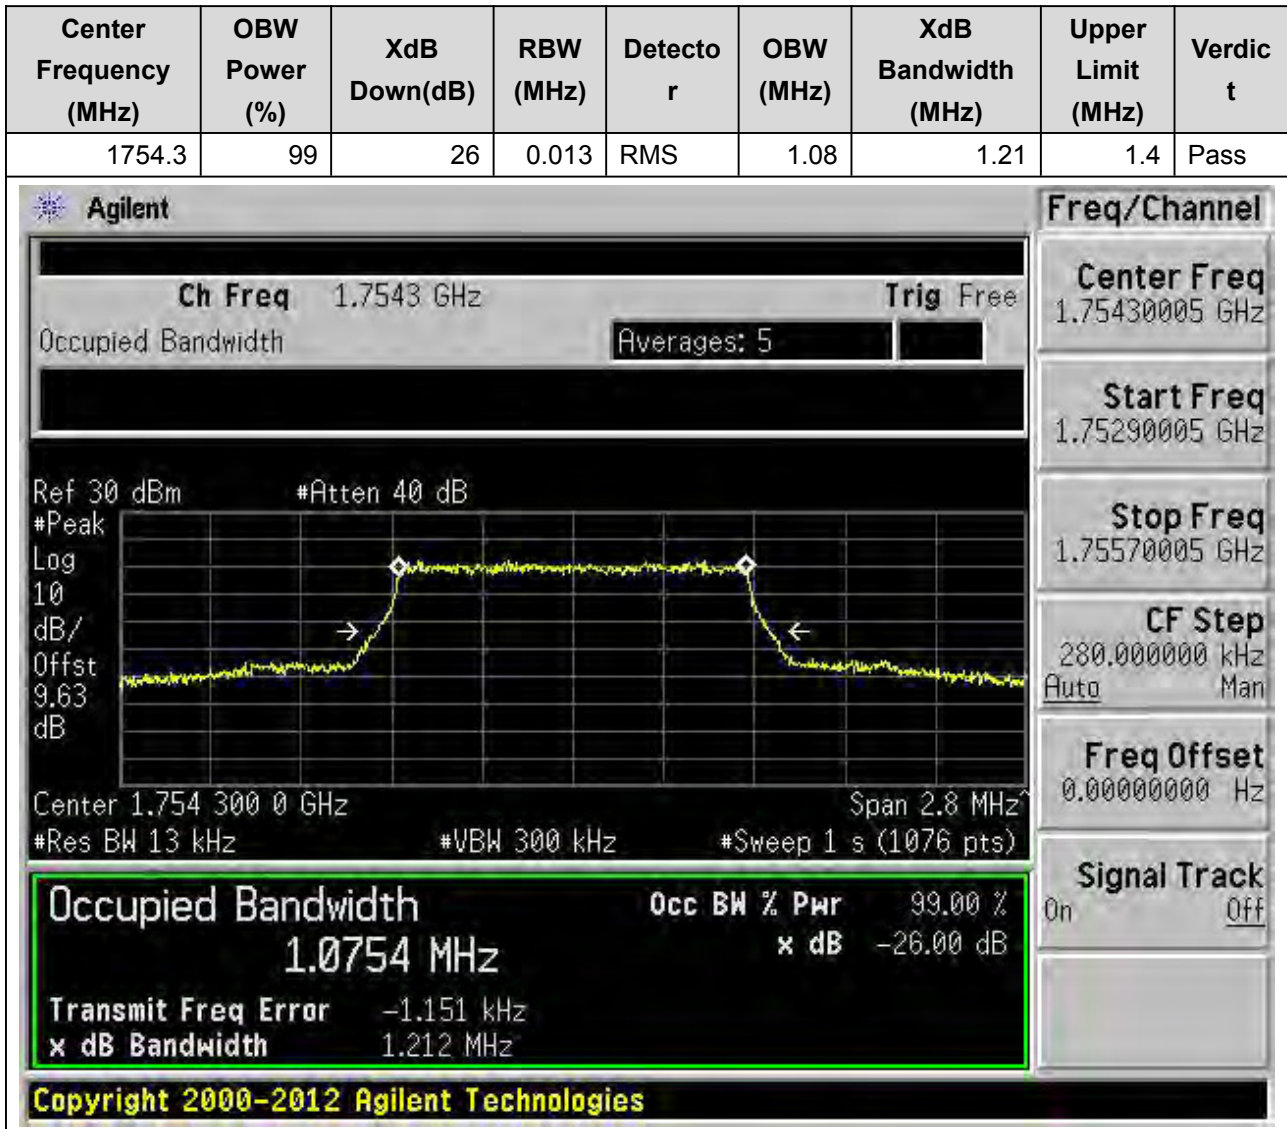 Center Frequency (MHz) OBW Power (%) XdB Down(dB) RBW (MHz) Detecto r OBW (MHz) XdB Bandwidth (MHz) Upper Limit (MHz) Verdic t
1754.3 99 26 0.013 RMS 1.08 1.21 1.4 Pass
Agilent
Freq/Channel
Ch Freq 1.7543 GHz Trig Free
Occupied Bandwidth Averages: 5
Ref 30 dBm #Atten 40 dB
#Peak
Log
10
dB/
Offst
9.63
dB
Center 1.754 300 0 GHz Span 2.8 MHz^
#Res BW 13 kHz #VBW 300 kHz #Sweep 1 s (1076 pts)
Occupied Bandwidth Occ BW % Pwr 99.00 %
1.0754 MHz x dB -26.00 dB
Transmit Freq Error -1.151 kHz
x dB Bandwidth 1.212 MHz
Copyright 2000-2012 Agilent Technologies
Center Freq
1.75430005 GHz
Start Freq
1.75290005 GHz
Stop Freq
1.75570005 GHz
CF Step
280.000000 kHz
Auto Man
Freq Offset
0.00000000 Hz
Signal Track
On Off